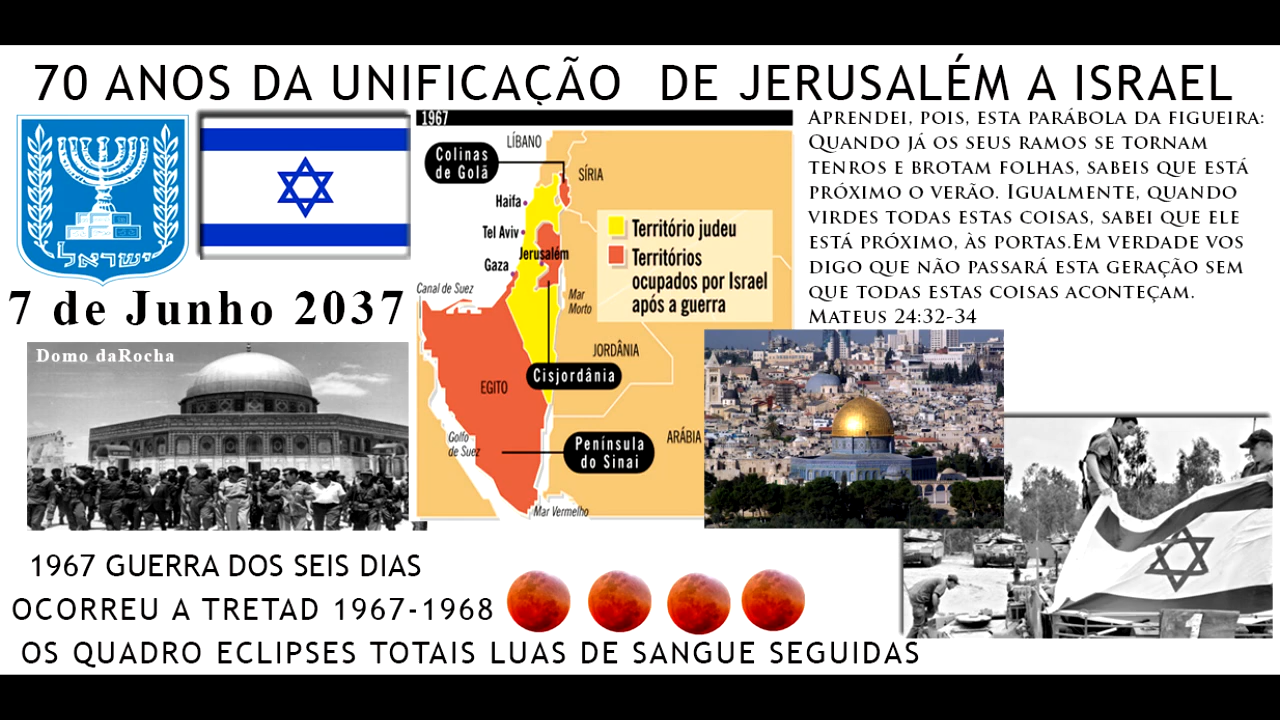 70 ANOS DA UNIFICAÇÃO DE JERUSALÉM A ISRAEL
ישראל
7 de Junho 2037
Domo daRocha
1967
LÍBANO
Colinas
de Golã
SÍRIA
Haifa
Tel Aviv
Jerusalém
Gaza
Canal de Suez
Mar
Morto
Território judeu
Territórios
ocupados por Israel
após a guerra
JORDÂNIA
Cisjordânia
EGITO
Golfo
de Suez
Península
do Sinai
ARÁBIA
Mar Vermelho
APRENDEI, POIS, ESTA PARÁBOLA DA FIGUEIRA:
QUANDO JÁ OS SEUS RAMOS SE TORNAM
TENROS E BROTAM FOLHAS, SABEIS QUE ESTÁ
PRÓXIMO O VERÃO. IGUALMENTE, QUANDO
VIRDES TODAS ESTAS COISAS, SABEI QUE ELE
ESTÁ PRÓXIMO, ÀS PORTAS.EM VERDADE VOS
DIGO QUE NÃO PASSARÁ ESTA GERAÇÃO SEM
QUE TODAS ESTAS COISAS ACONTEÇAM.
MATEUS 24:32-34
1967 GUERRA DOS SEIS DIAS
OCORREU A TRETAD 1967-1968
OS QUADRO ECLIPSES TOTAIS LUAS DE SANGUE SEGUIDAS